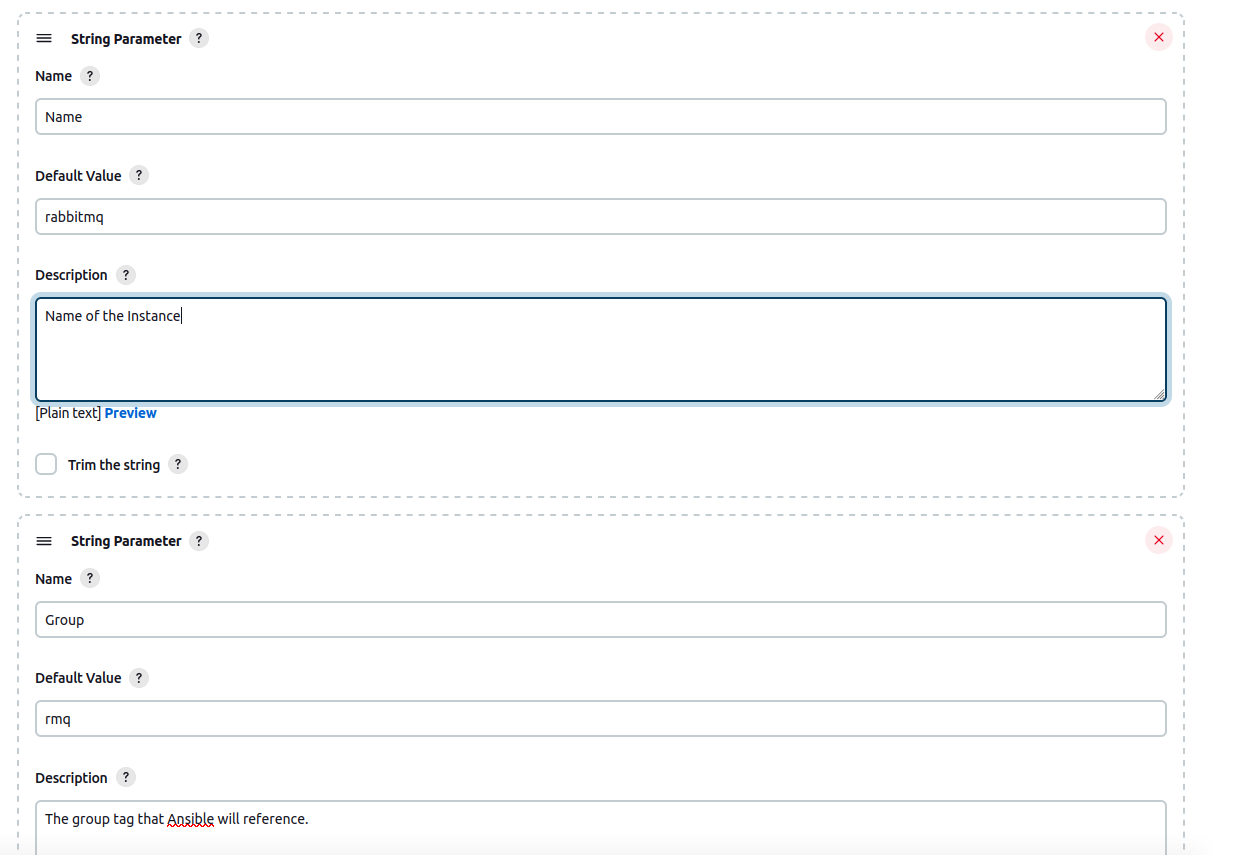 String Parameter ?
Name ?
Name
Default Value ?
rabbitmq
Description ?
Name of the Instance
[Plain text] Preview
Trim the string ?
String Parameter ?
Name ?
Group
Default Value ?
rmq
Description ?
The group tag that Ansible will reference.